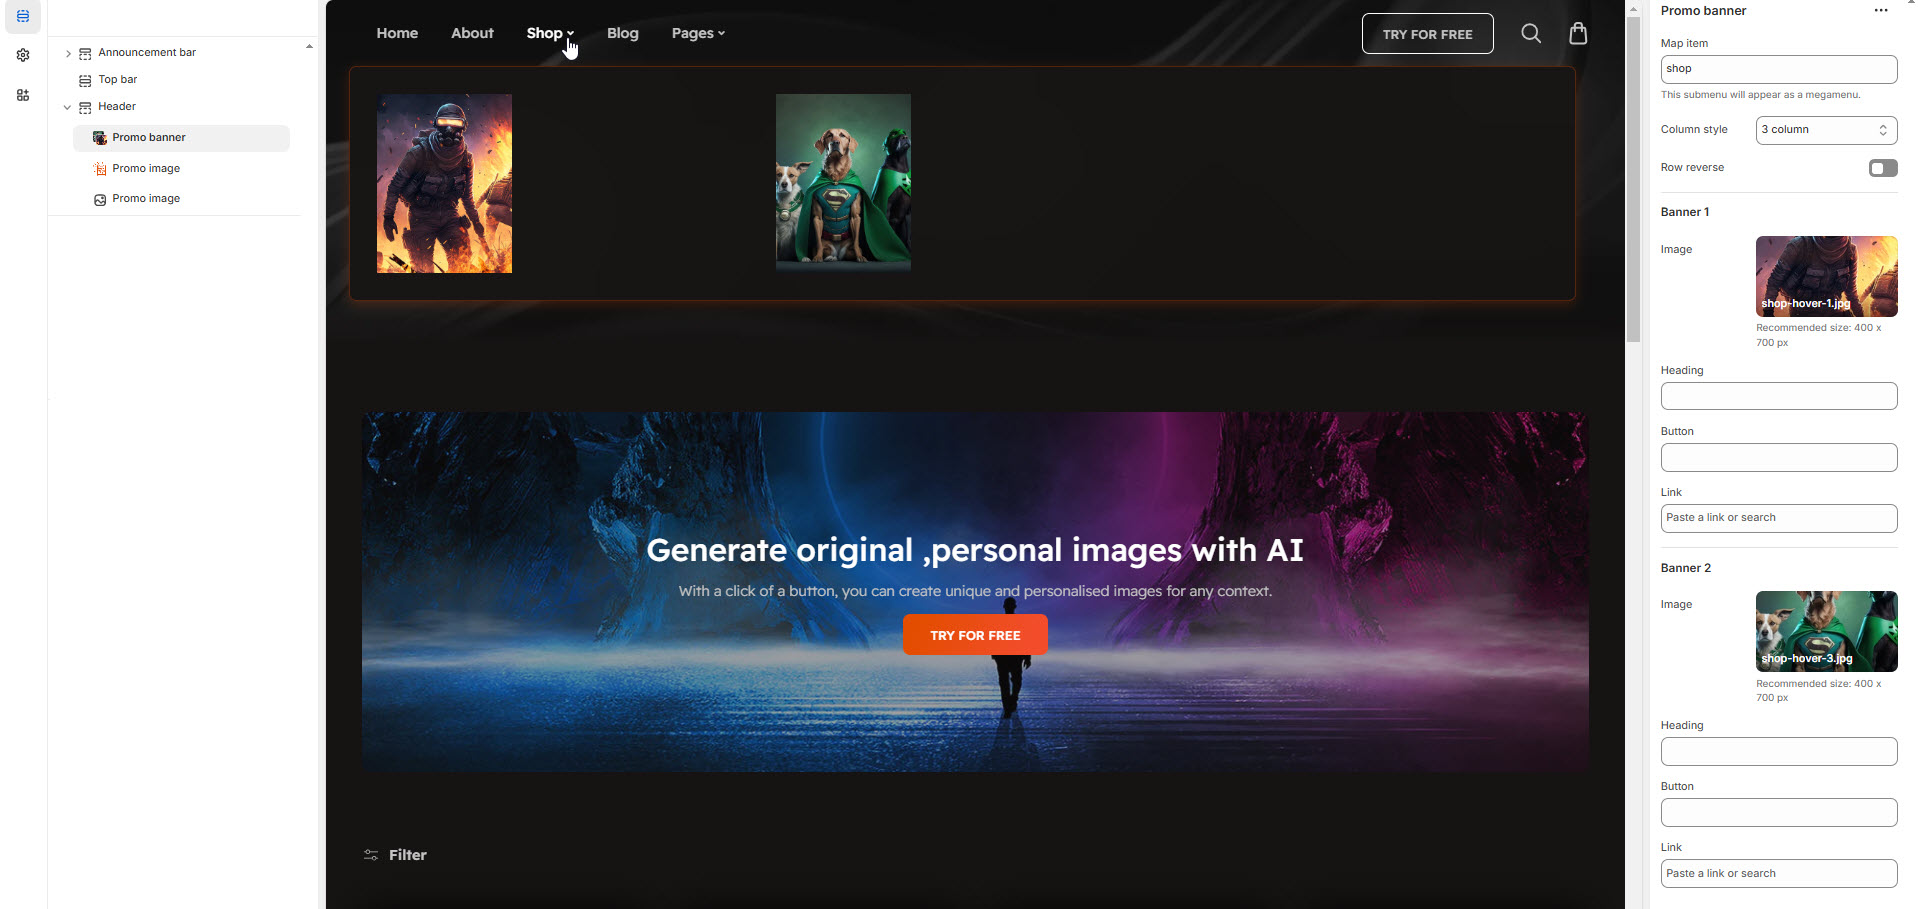 Announcement bar
Top bar
Header
Promo banner
Promo image
Promo image
Home About Shop Blog Pages TRY FOR FREE
Generate original ,personal images with AI
With a click of a button, you can create unique and personalised images for any context.
TRY FOR FREE
Filter
Promo banner
Map item
shop
This submenu will appear as a megamenu.
Column style 3 column
Row reverse
Banner 1
Image
shop-hover-1.jpg
Recommended size: 400 x
700 px
Heading
Button
Link
Paste a link or search
Banner 2
Image
shop-hover-3.jpg
Recommended size: 400 x
700 px
Heading
Button
Link
Paste a link or search